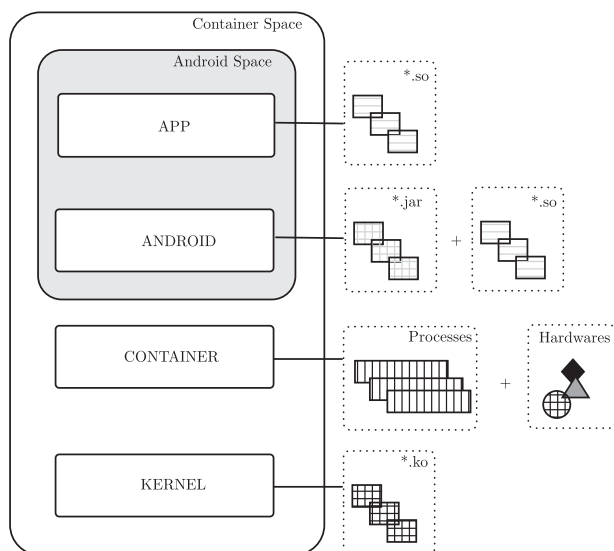 Container Space
Android Space
*.so
APP
*.jar
*.so
ANDROID
+
Processes
Hardwares
CONTAINER
+
*.ko
KERNEL